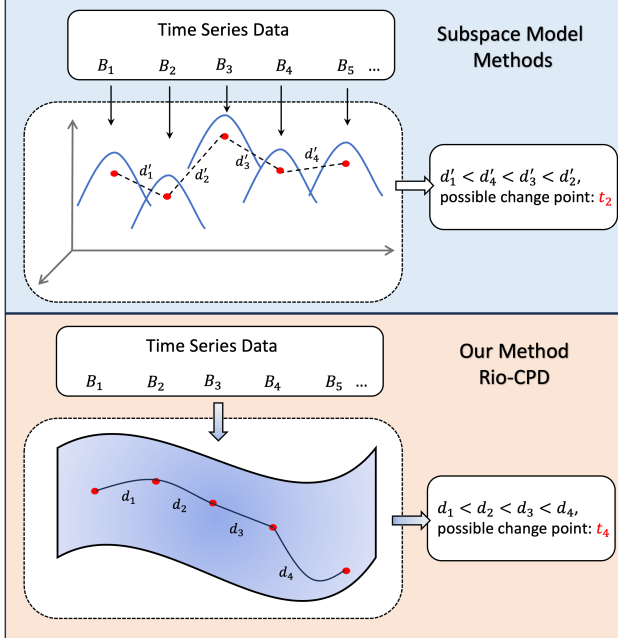 Time Series Data
B₁ B₂ B₃ B₄ B₅ ...
Subspace Model
Methods
d′₁ d′₂ d′₃ d′₄
d′₁ < d′₄ < d′₃ < d′₂,
possible change point: t₂
Time Series Data
B₁ B₂ B₃ B₄ B₅ ...
Our Method
Rio-CPD
d₁ d₂ d₃ d₄
d₁ < d₂ < d₃ < d₄,
possible change point: t₄